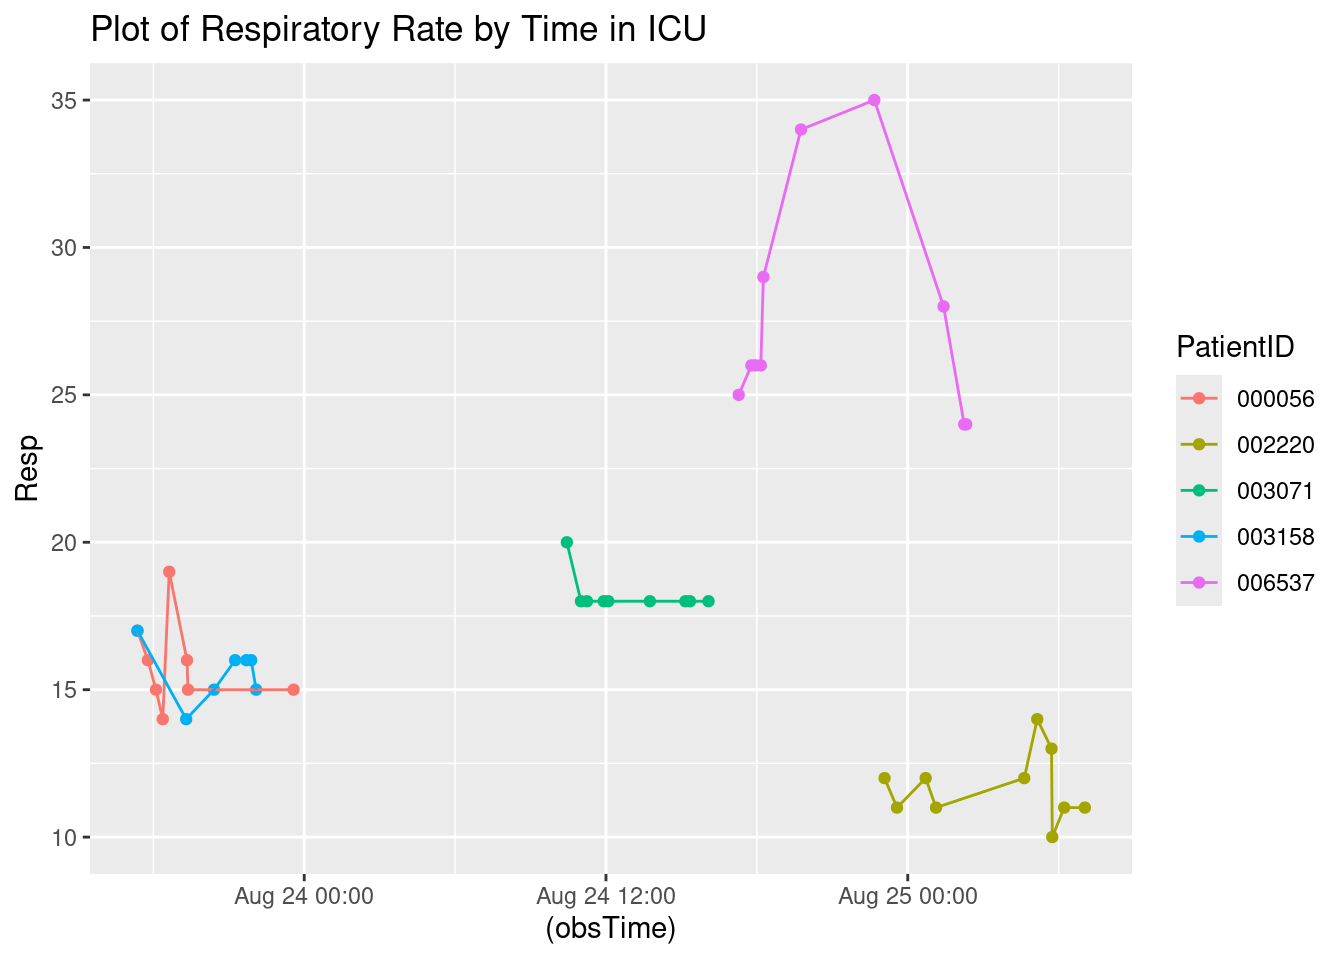 Plot of Respiratory Rate by Time in ICU
Resp
35
30
25
20
15
10
Aug 24 00:00
Aug 24 12:00
Aug 25 00:00
(obsTime)
PatientID
000056
002220
003071
003158
006537